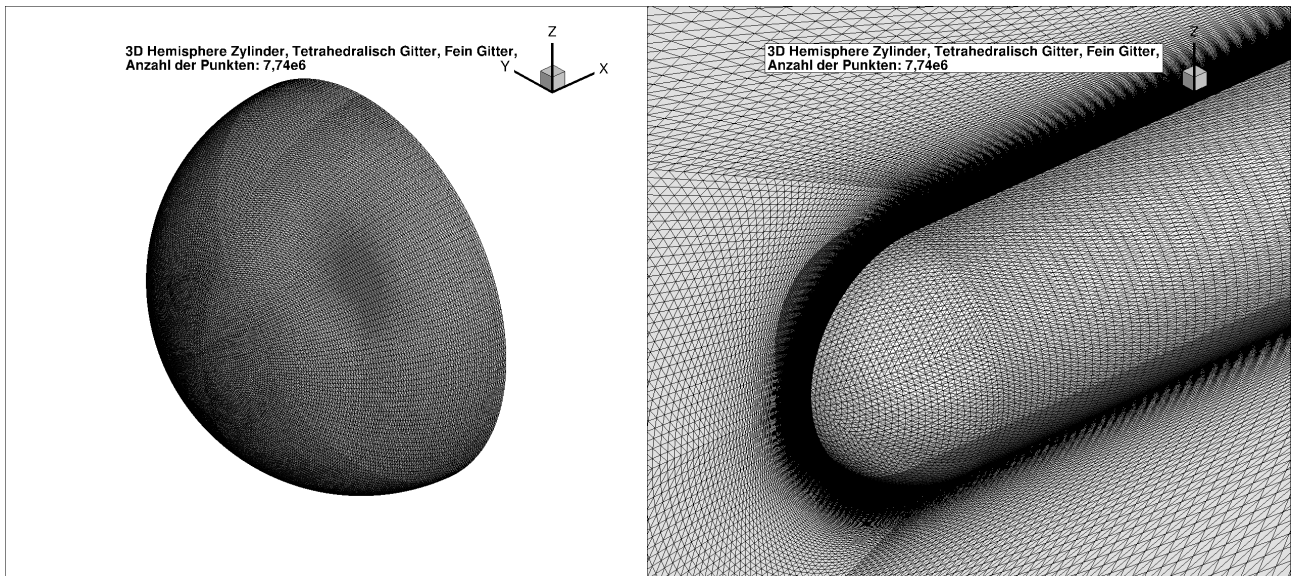 3D Hemisphere Zylinder, Tetrahedralisch Gitter, Fein Gitter,
Anzahl der Punkten: 7,74e6
Z
Y
X
3D Hemisphere Zylinder, Tetrahedralisch Gitter, Fein Gitter,
Anzahl der Punkten: 7,74e6
Z